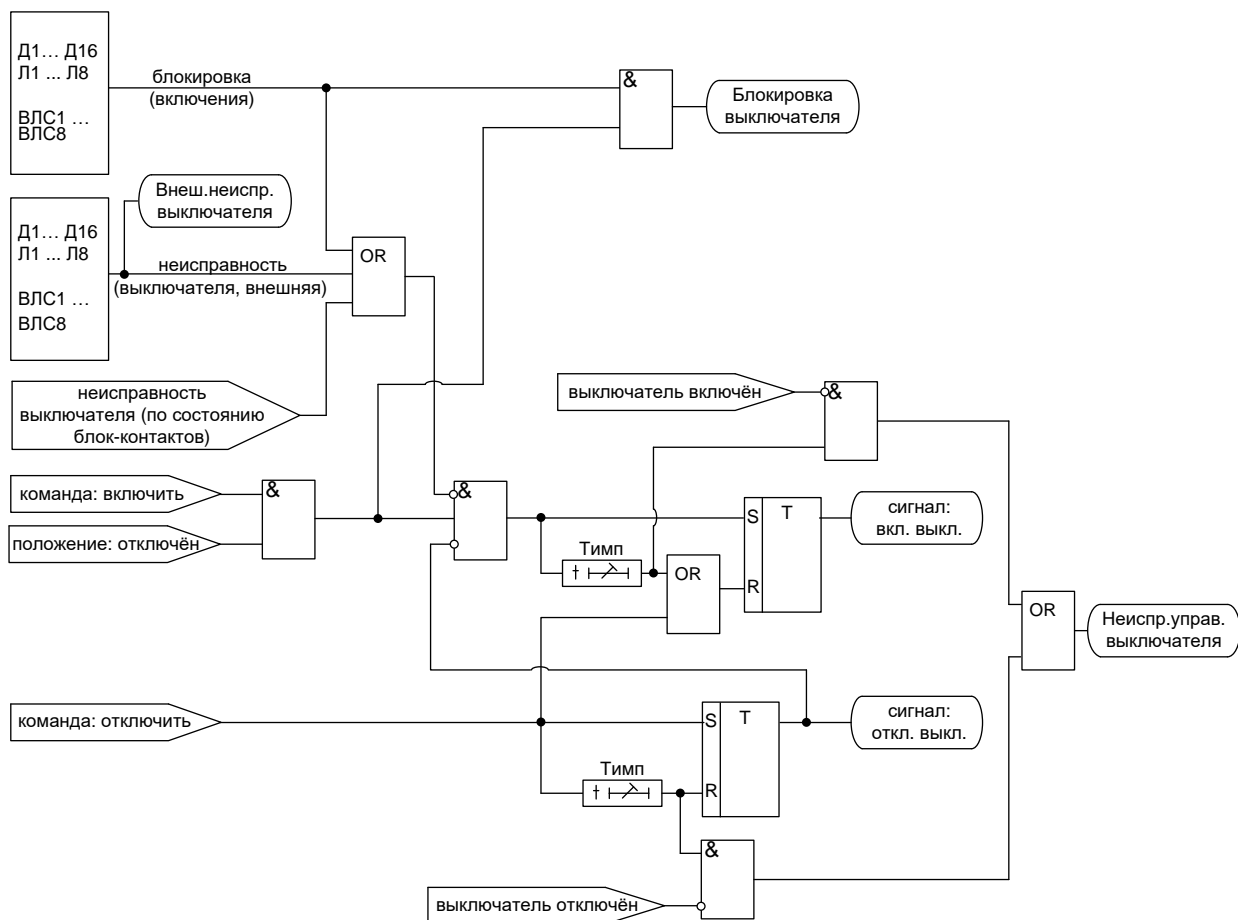 Д1… Д16
Л1 ... Л8
ВЛС1 …
ВЛС8
блокировка
(включения)
&
Блокировка
выключателя
Внеш.неиспр.
выключателя
Д1… Д16
Л1 ... Л8
ВЛС1 …
ВЛС8
неисправность
(выключателя, внешняя)
OR
неисправность
выключателя (по состоянию
блок-контактов)
выключатель включён
&
команда: включить
положение: отключён
&
&
S
T
R
сигнал:
вкл. выкл.
Тимп
OR
OR
Неиспр.управ.
выключателя
команда: отключить
S
T
R
сигнал:
откл. выкл.
Тимп
&
выключатель отключён